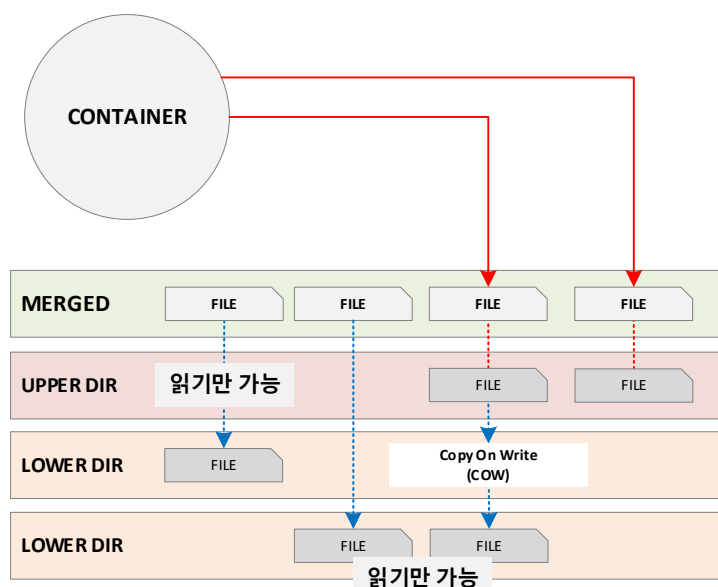 CONTAINER
MERGED
FILE
FILE
FILE
FILE
UPPER DIR
읽기만 가능
FILE
FILE
LOWER DIR
FILE
Copy On Write
(COW)
LOWER DIR
FILE
FILE
읽기만 가능